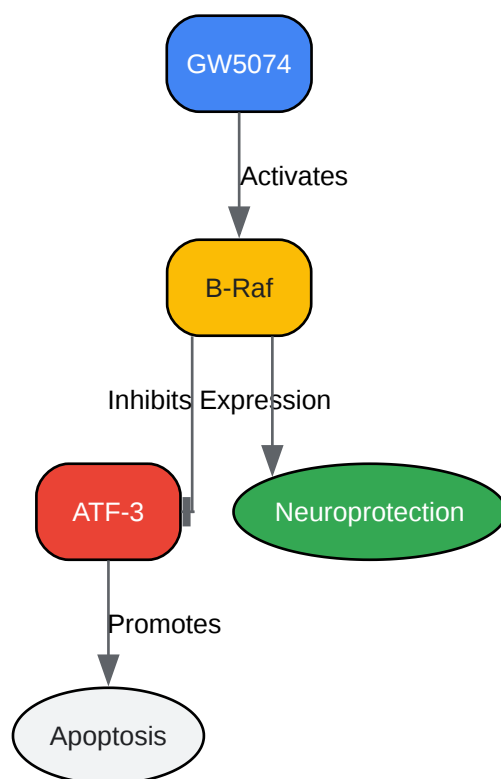 GW5074
Activates
B-Raf
Inhibits Expression
ATF-3
Neuroprotection
Promotes
Apoptosis